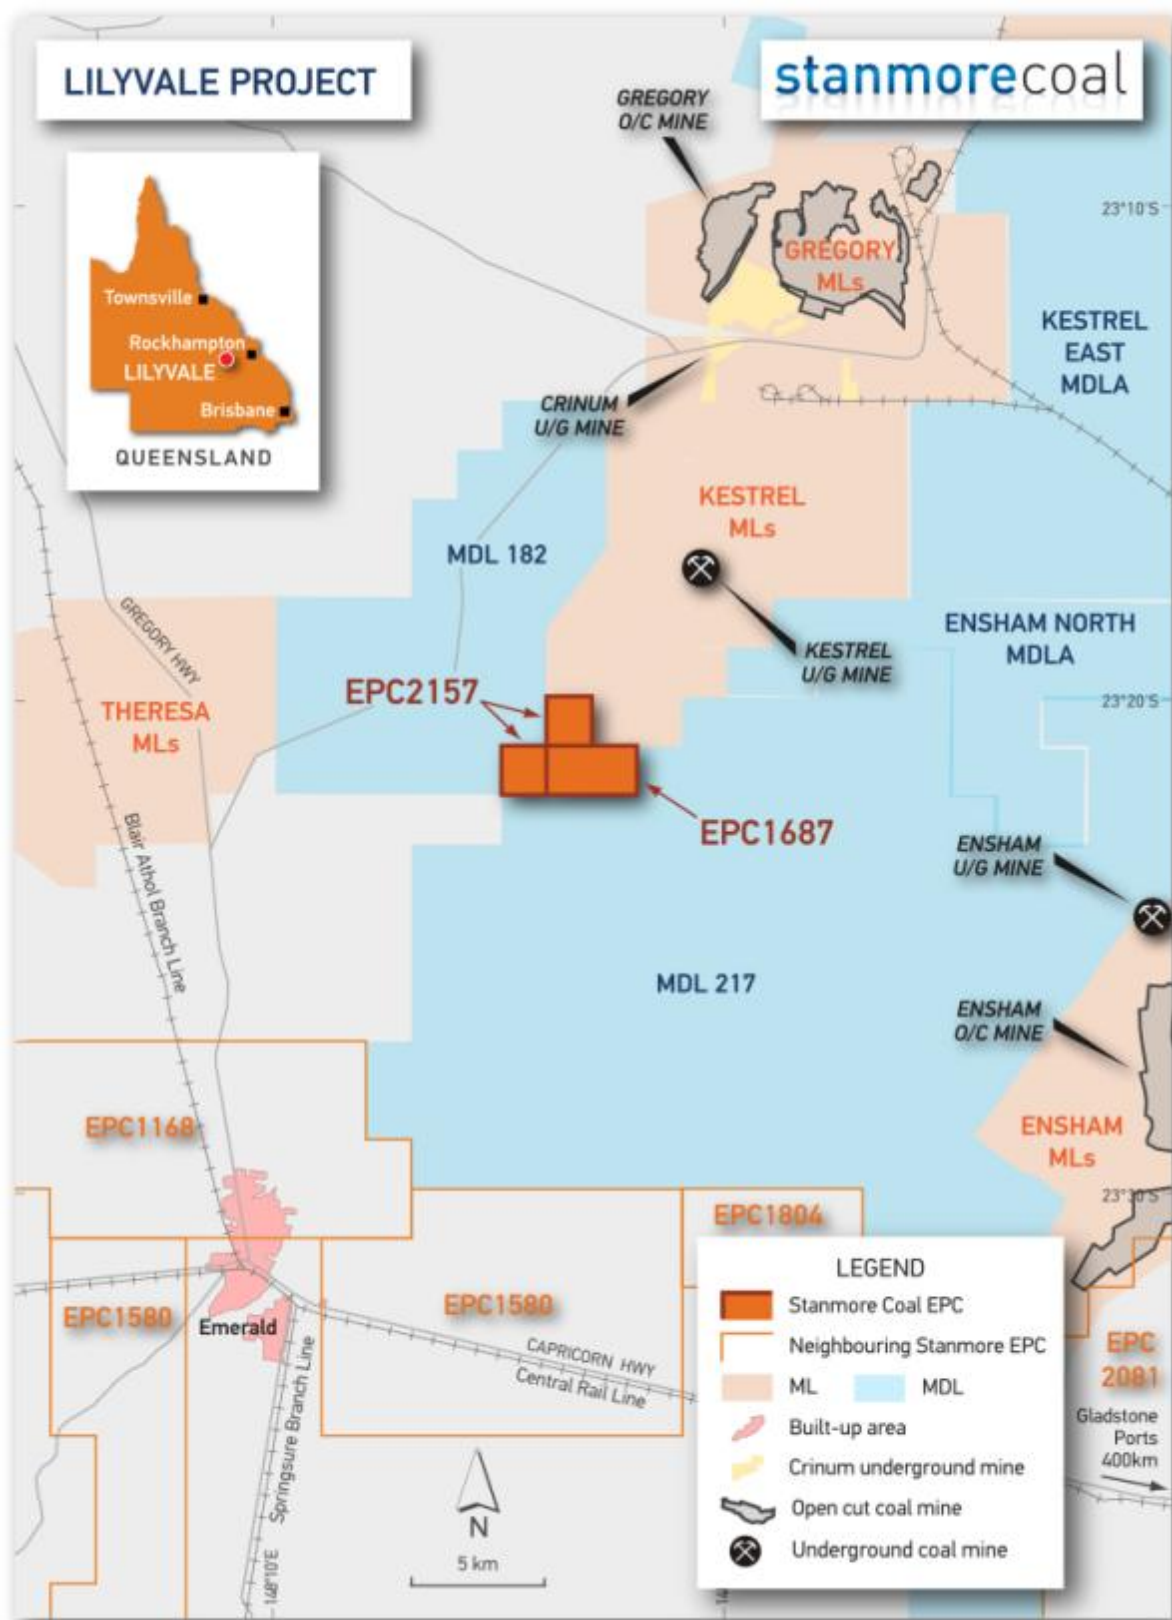 LILYVALE PROJECT
stanmorecoal
GREGORY
O/C MINE
Townsville
Rockhampton
LILYVALE
Brisbane
QUEENSLAND
23°10'S
GREGORY
MLs
KESTREL
EAST
MDLA
CRINUM
U/G MINE
KESTREL
MLs
MDL 182
GREGORY HWY
ENSHAM NORTH
MDLA
KESTREL
U/G MINE
EPC2157
23°20'S
THERESA
MLs
EPC1687
Blair Athol Branch Line
ENSHAM
U/G MINE
MDL 217
ENSHAM
O/C MINE
EPC1168
ENSHAM
MLs
23°30'S
EPC1804
EPC1580
EPC1580
Emerald
CAPRICORN HWY
Central Rail Line
Springsure Branch Line
148°10'E
N
5 km
LEGEND
Stanmore Coal EPC
Neighbouring Stanmore EPC
ML
MDL
Built-up area
Crinum underground mine
Open cut coal mine
Underground coal mine
EPC
2081
Gladstone
Ports
400km